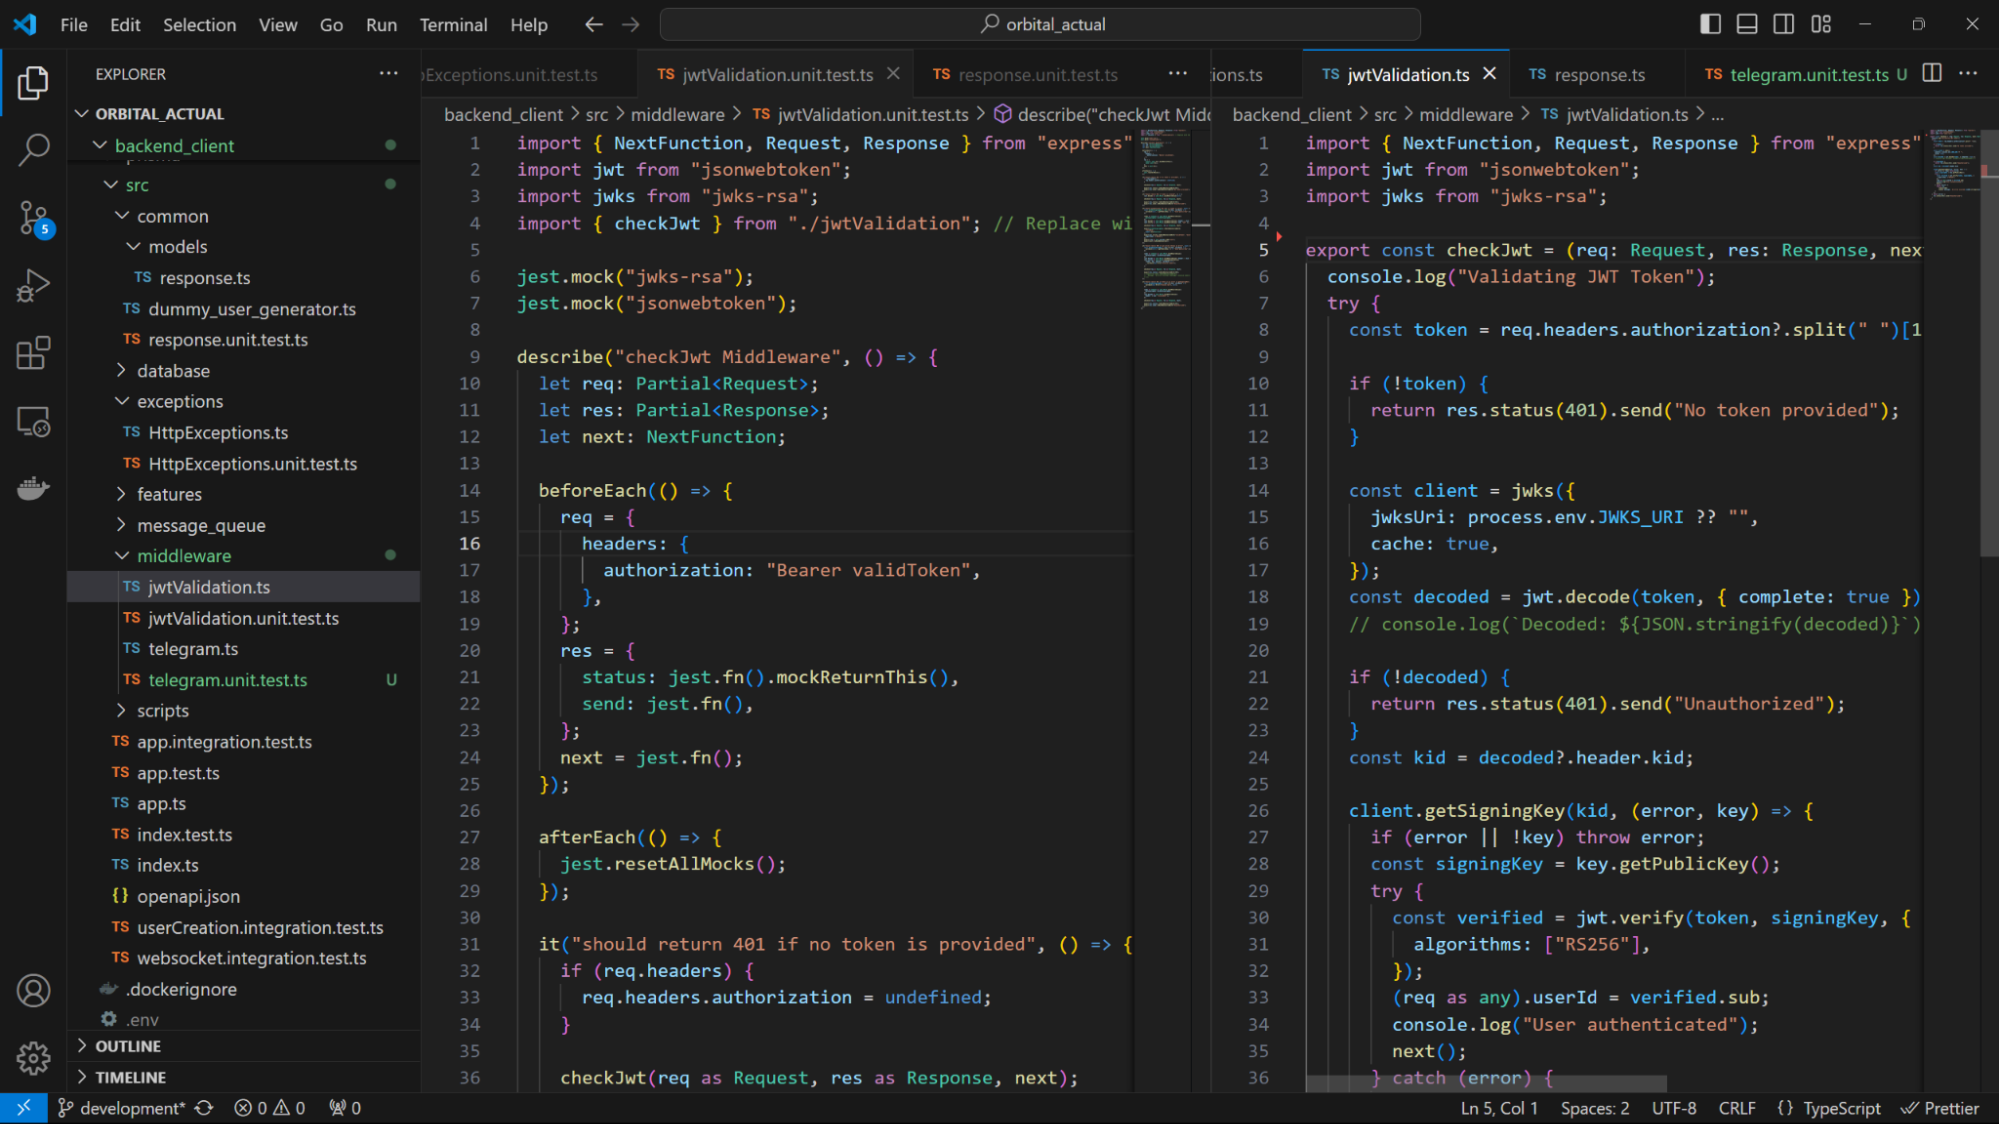 File Edit Selection View Go Run Terminal Help
orbital_actual
EXPLORER
ORBITAL_ACTUAL
backend_client
src
common
models
TS response.ts
TS dummy_user_generator.ts
TS response.unit.test.ts
database
exceptions
TS HttpExceptions.ts
TS HttpExceptions.unit.test.ts
features
message_queue
middleware
TS jwtValidation.ts
TS jwtValidation.unit.test.ts
TS telegram.ts
TS telegram.unit.test.ts U
scripts
TS app.integration.test.ts
TS app.test.ts
TS app.ts
TS index.test.ts
TS index.ts
{} openapi.json
TS userCreation.integration.test.ts
TS websocket.integration.test.ts
.dockerignore
.env
OUTLINE
TIMELINE
5
Exceptions.unit.test.ts TS jwtValidation.unit.test.ts TS response.unit.test.ts ...
backend_client > src > middleware > TS jwtValidation.unit.test.ts > describe("checkJwt Midd
1 import { NextFunction, Request, Response } from "express"
2 import jwt from "jsonwebtoken";
3 import jwks from "jwks-rsa";
4 import { checkJwt } from "./jwtValidation"; // Replace wi
5
6 jest.mock("jwks-rsa");
7 jest.mock("jsonwebtoken");
8
9 describe("checkJwt Middleware", () => {
10 let req: Partial<Request>;
11 let res: Partial<Response>;
12 let next: NextFunction;
13
14 beforeEach(() => {
15 req = {
16 headers: {
17 authorization: "Bearer validToken",
18 },
19 };
20 res = {
21 status: jest.fn().mockReturnThis(),
22 send: jest.fn(),
23 };
24 next = jest.fn();
25 });
26
27 afterEach(() => {
28 jest.resetAllMocks();
29 });
30
31 it("should return 401 if no token is provided", () => {
32 if (req.headers) {
33 req.headers.authorization = undefined;
34 }
35
36 checkJwt(req as Request, res as Response, next);
ions.ts TS jwtValidation.ts TS response.ts TS telegram.unit.test.ts U ...
backend_client > src > middleware > TS jwtValidation.ts > ...
1 import { NextFunction, Request, Response } from "express"
2 import jwt from "jsonwebtoken";
3 import jwks from "jwks-rsa";
4
5 export const checkJwt = (req: Request, res: Response, nex
6 console.log("Validating JWT Token");
7 try {
8 const token = req.headers.authorization?.split(" ")[1
9
10 if (!token) {
11 return res.status(401).send("No token provided");
12 }
13
14 const client = jwks({
15 jwksUri: process.env.JWKS_URI ?? "",
16 cache: true,
17 });
18 const decoded = jwt.decode(token, { complete: true })
19 // console.log(`Decoded: ${JSON.stringify(decoded)}`)
20
21 if (!decoded) {
22 return res.status(401).send("Unauthorized");
23 }
24 const kid = decoded?.header.kid;
25
26 client.getSigningKey(kid, (error, key) => {
27 if (error || !key) throw error;
28 const signingKey = key.getPublicKey();
29 try {
30 const verified = jwt.verify(token, signingKey, {
31 algorithms: ["RS256"],
32 });
33 (req as any).userId = verified.sub;
34 console.log("User authenticated");
35 next();
36 } catch (error) {
development* 0 0 0 Ln 5, Col 1 Spaces: 2 UTF-8 CRLF {} TypeScript Prettier